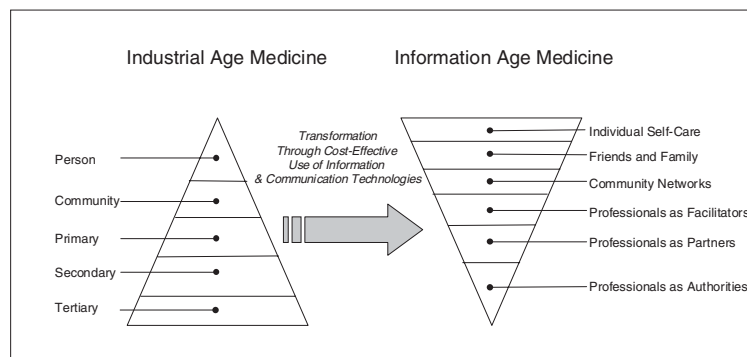 Industrial Age Medicine
Information Age Medicine
Transformation
Through Cost-Effective
Use of Information
& Communication Technologies
Person
Community
Primary
Secondary
Tertiary
Individual Self-Care
Friends and Family
Community Networks
Professionals as Facilitators
Professionals as Partners
Professionals as Authorities